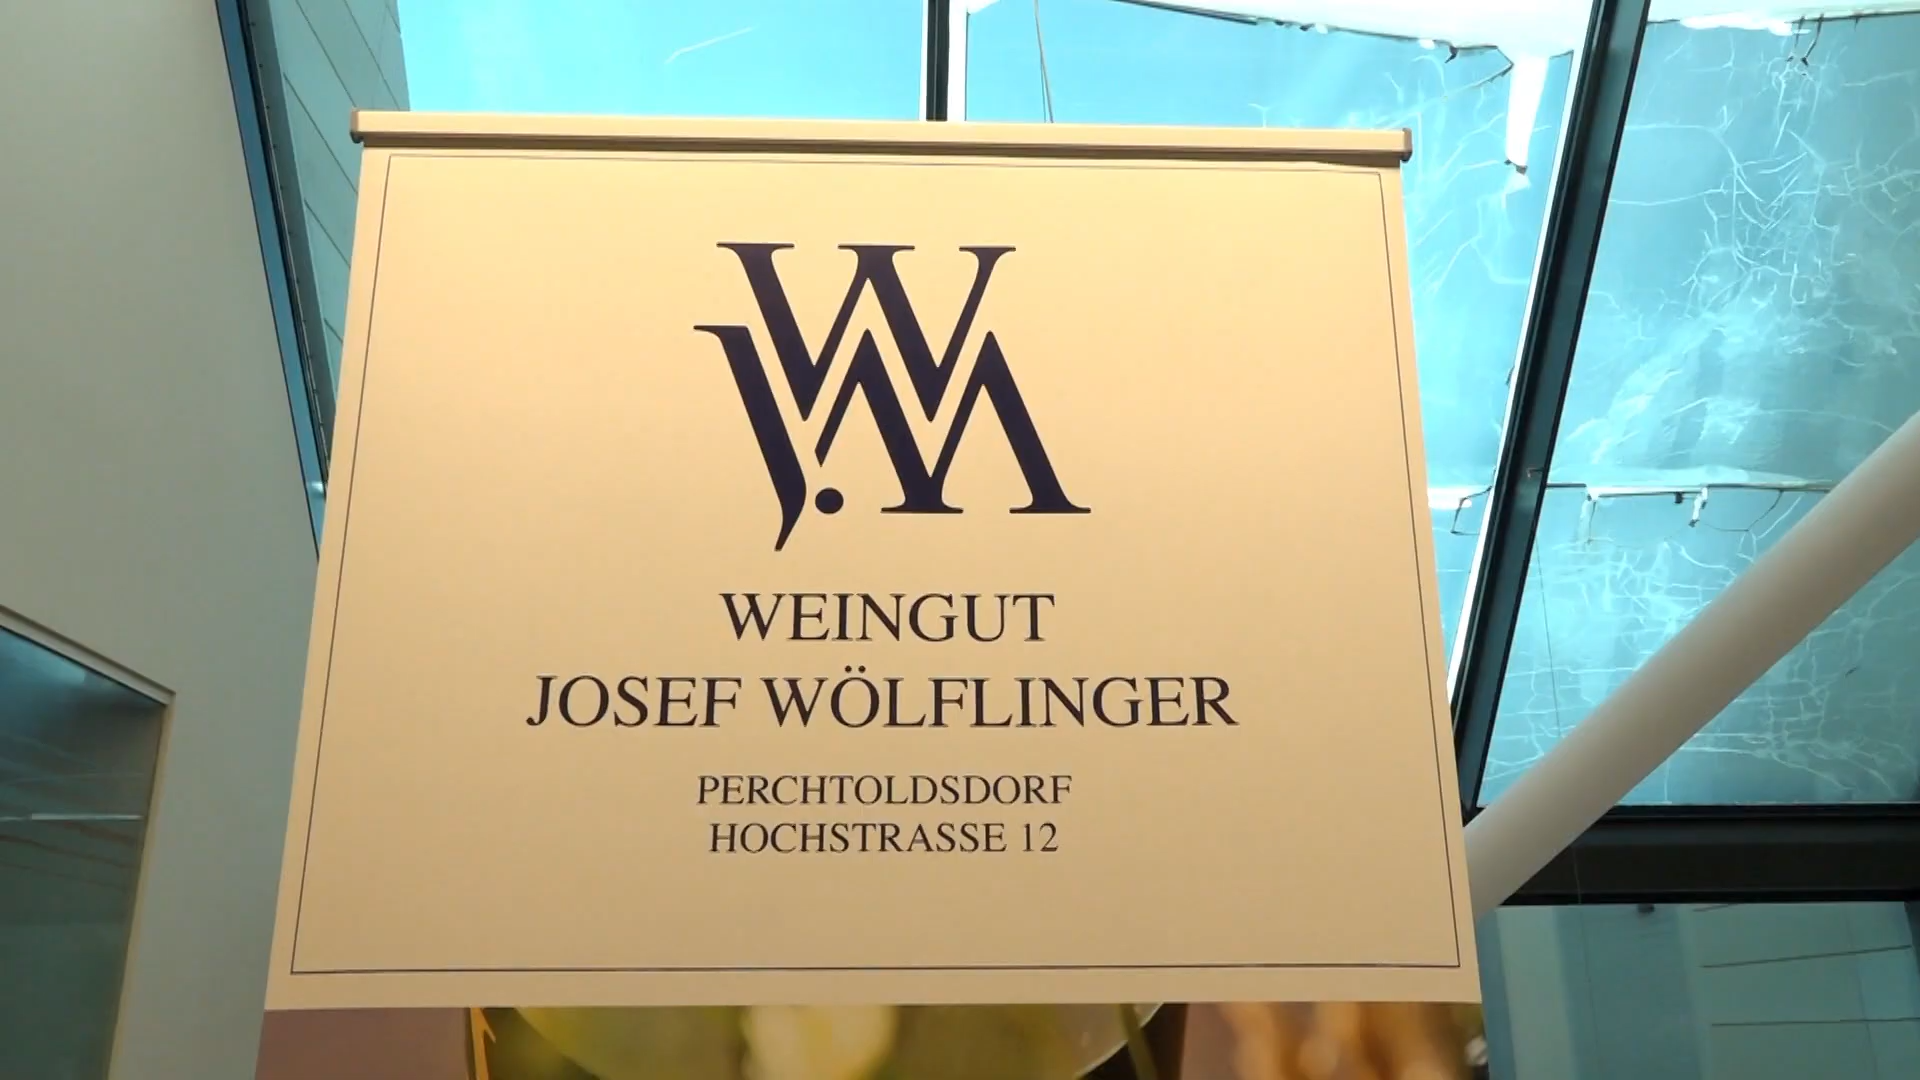 J.W
WEINGUT
JOSEF WÖLFLINGER
PERCHTOLDSDORF
HOCHSTRASSE 12